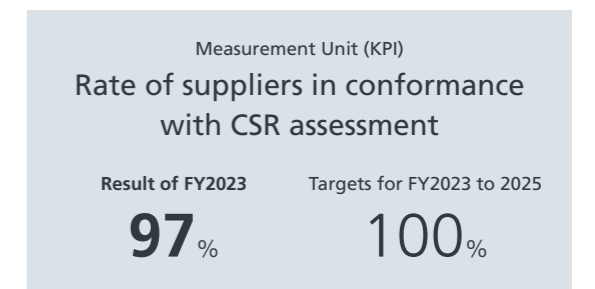 Measurement Unit (KPI)
Rate of suppliers in conformance
with CSR assessment
Result of FY2023
97%
Targets for FY2023 to 2025
100%